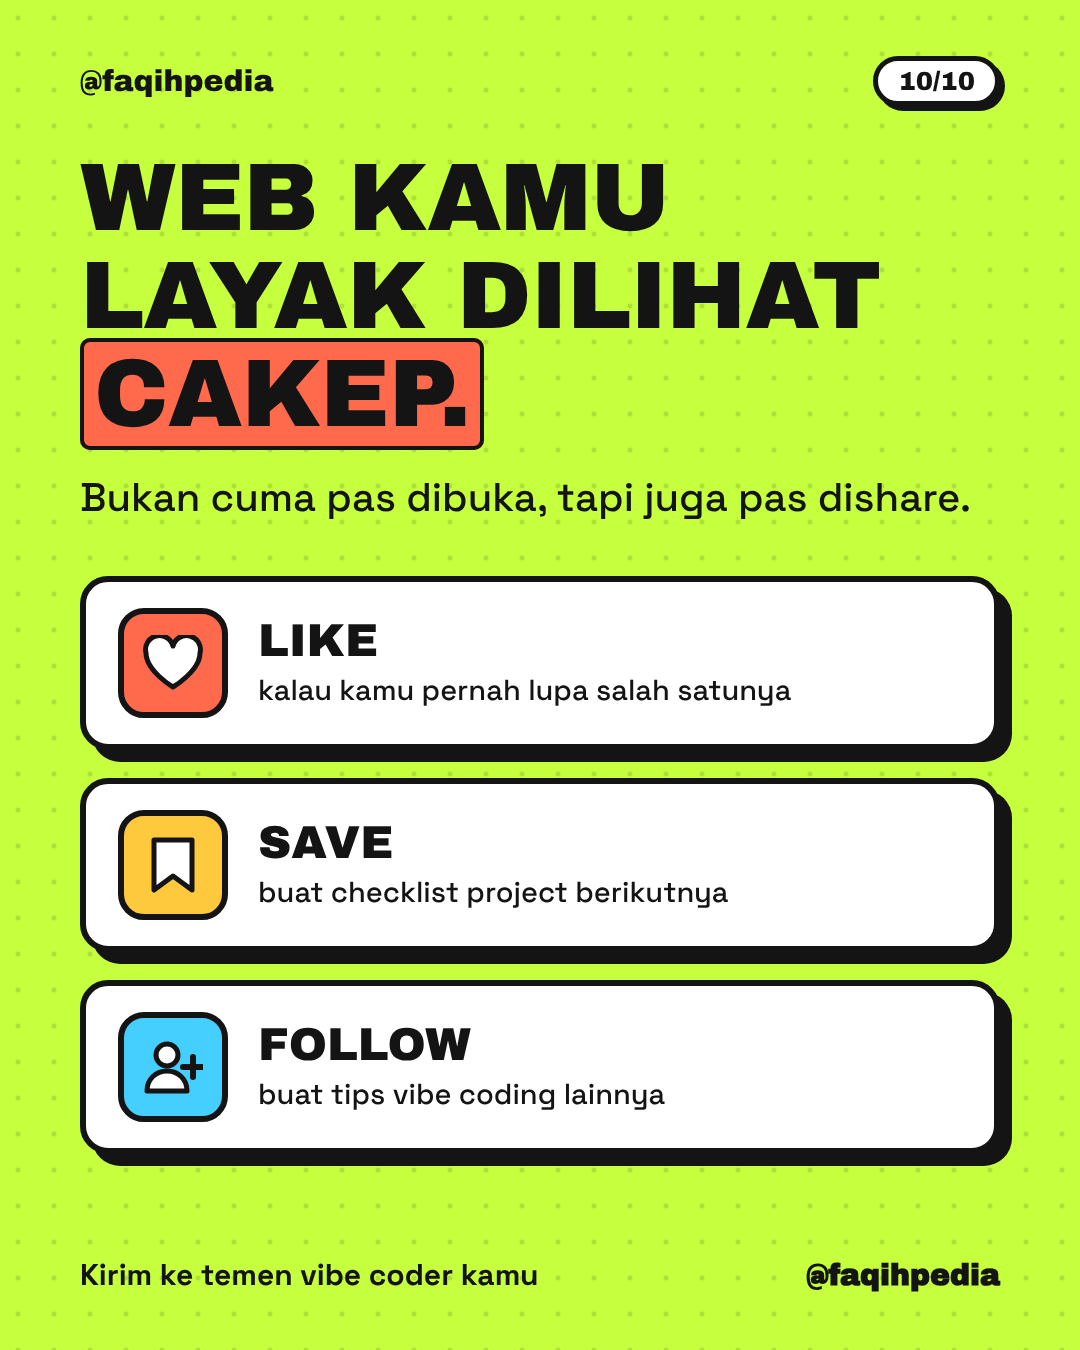 @faqihpedia
10/10
WEB KAMU
LAYAK DILIHAT
CAKEP.
Bukan cuma pas dibuka, tapi juga pas dishare.
LIKE
kalau kamu pernah lupa salah satunya
SAVE
buat checklist project berikutnya
FOLLOW
buat tips vibe coding lainnya
Kirim ke temen vibe coder kamu
@faqihpedia